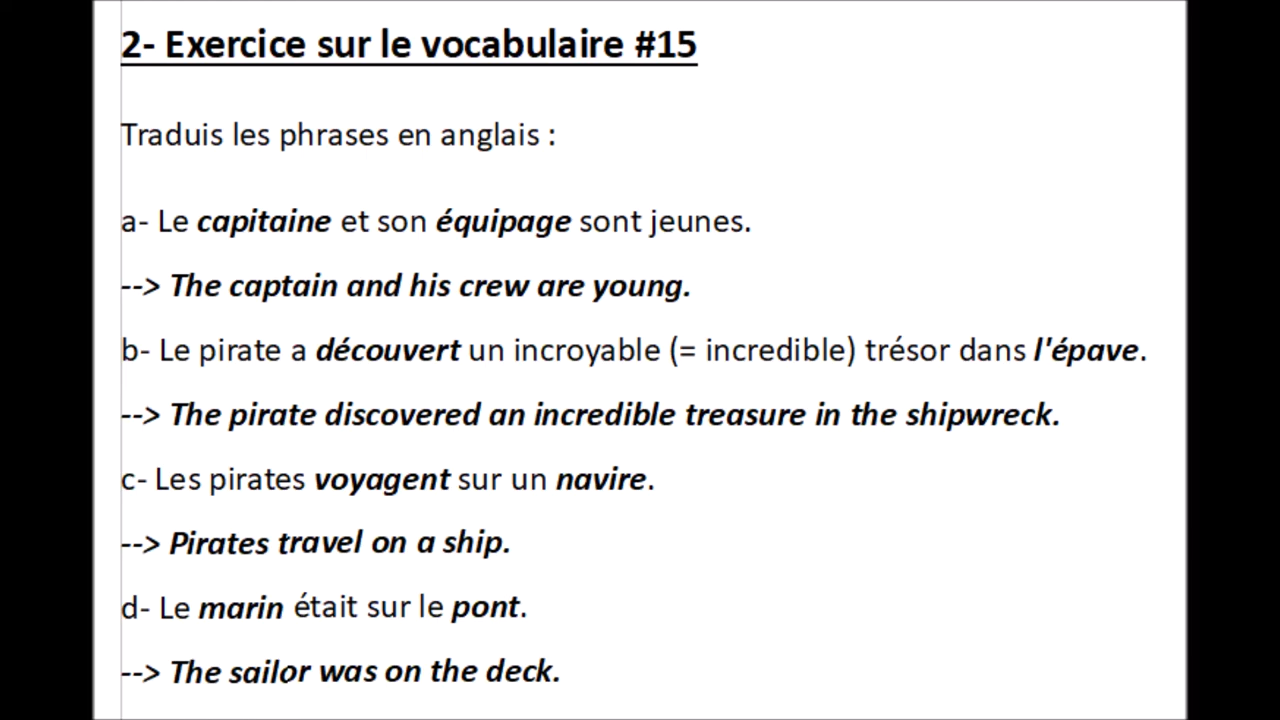 2- Exercice sur le vocabulaire #15
Traduis les phrases en anglais :
a- Le capitaine et son équipage sont jeunes.
--> The captain and his crew are young.
b- Le pirate a découvert un incroyable (= incredible) trésor dans l'épave.
--> The pirate discovered an incredible treasure in the shipwreck.
c- Les pirates voyagent sur un navire.
--> Pirates travel on a ship.
d- Le marin était sur le pont.
--> The sailor was on the deck.